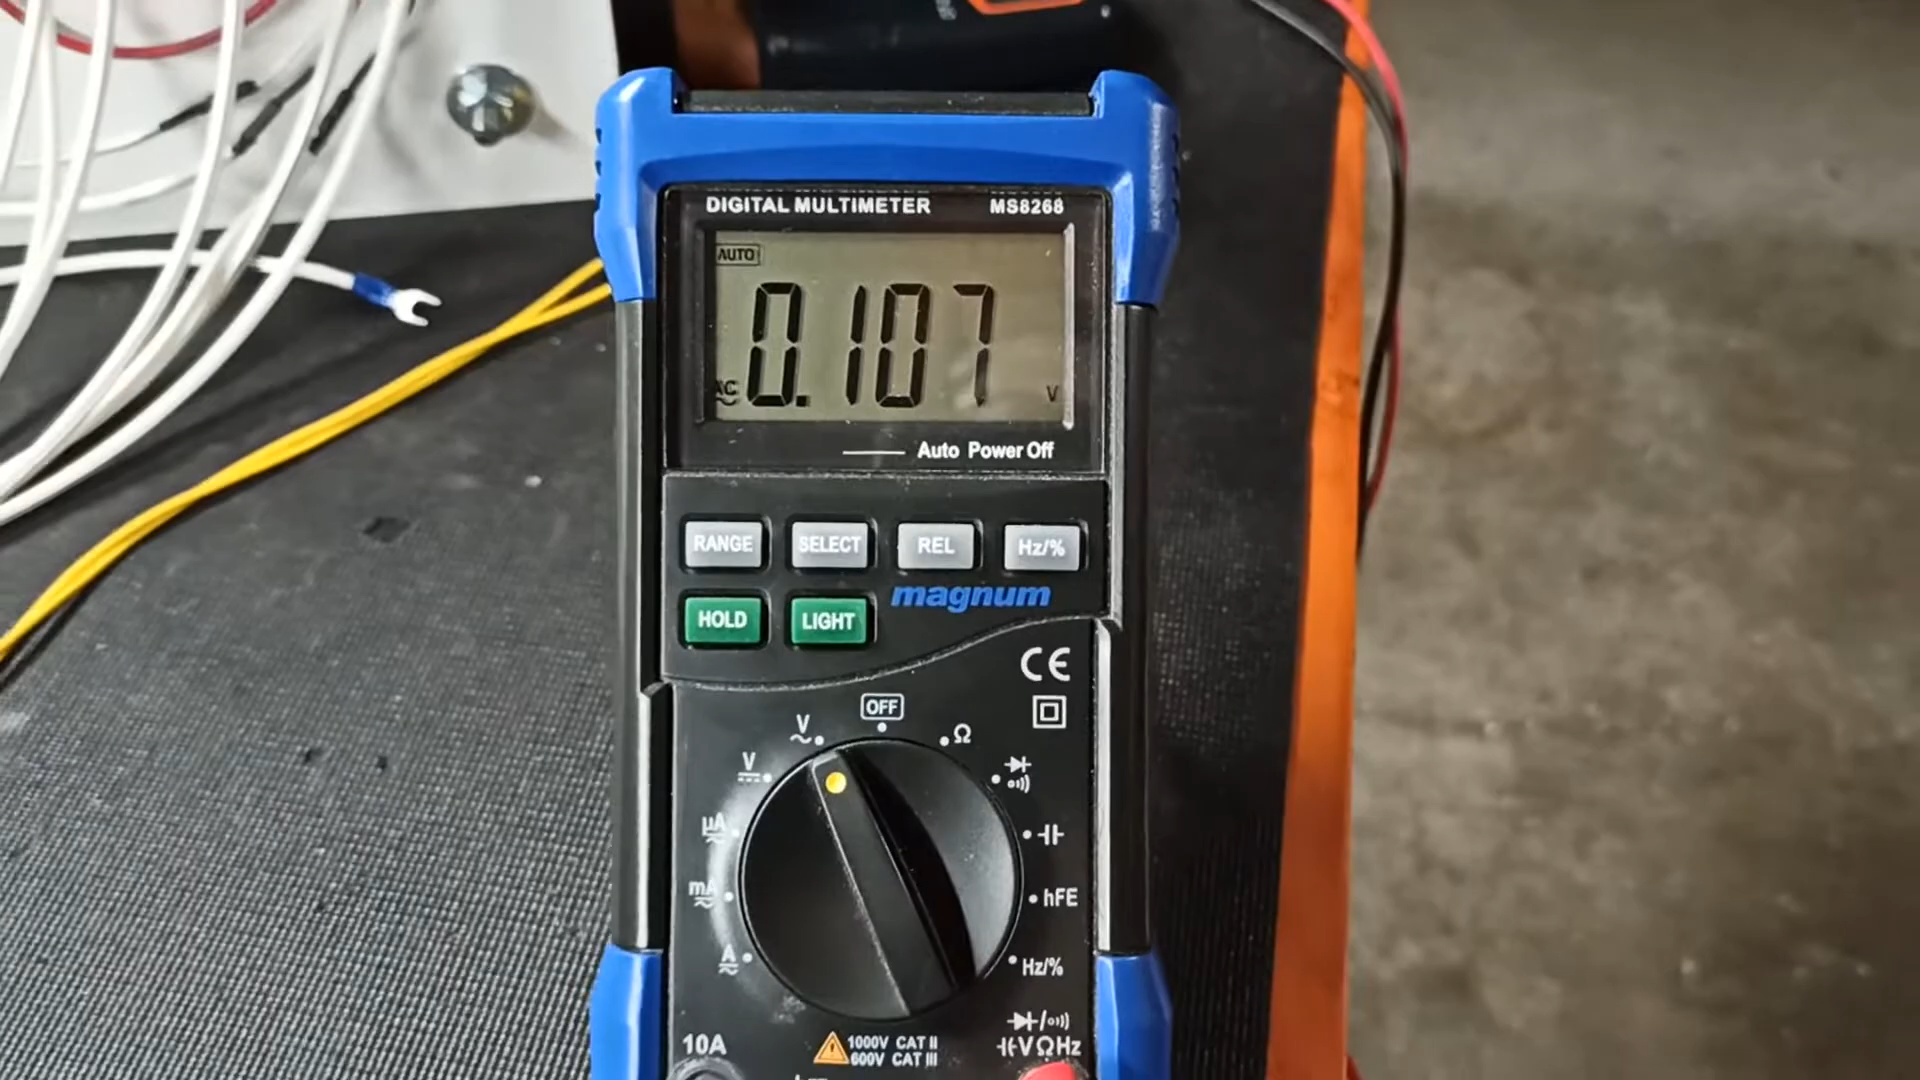 DIGITAL MULTIMETER MS8268
AUTO
0.107
AC
V
Auto Power Off
RANGE SELECT REL Hz/%
HOLD LIGHT
magnum
CE
OFF
V
Ω
V
µA
mA
hFE
A
Hz/%
10A
1000V CAT II
600V CAT III
VΩHz